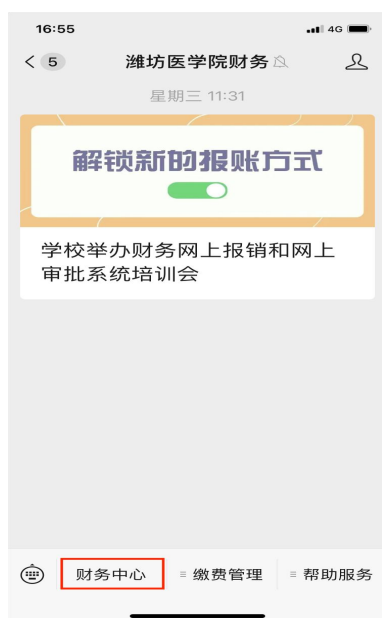 16:55
4G
5
潍坊医学院财务
星期三 11:31
解锁新的报账方式
学校举办财务网上报销和网上
审批系统培训会
财务中心
缴费管理
帮助服务